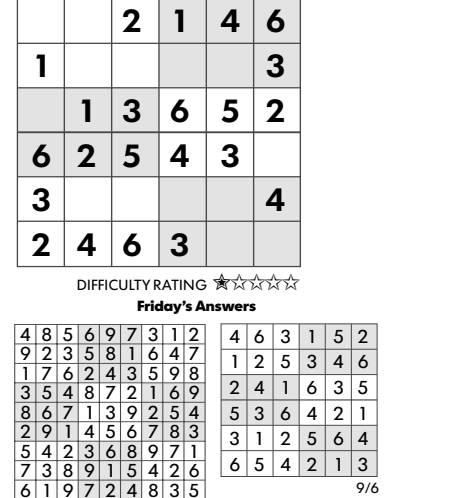 2 1 4 6
1 3
1 3 6 5 2
6 2 5 4 3
3 4
2 4 6 3
DIFFICULTY RATING
Friday's Answers
4 8 5 6 9 7 3 1 2
9 2 3 5 8 1 6 4 7
1 7 6 2 4 3 5 9 8
3 5 4 8 7 2 1 6 9
8 6 7 1 3 9 2 5 4
2 9 1 4 5 6 7 8 3
5 4 2 3 6 8 9 7 1
7 3 8 9 1 5 4 2 6
6 1 9 7 2 4 8 3 5
4 6 3 1 5 2
1 2 5 3 4 6
2 4 1 6 3 5
5 3 6 4 2 1
3 1 2 5 6 4
6 5 4 2 1 3
9/6